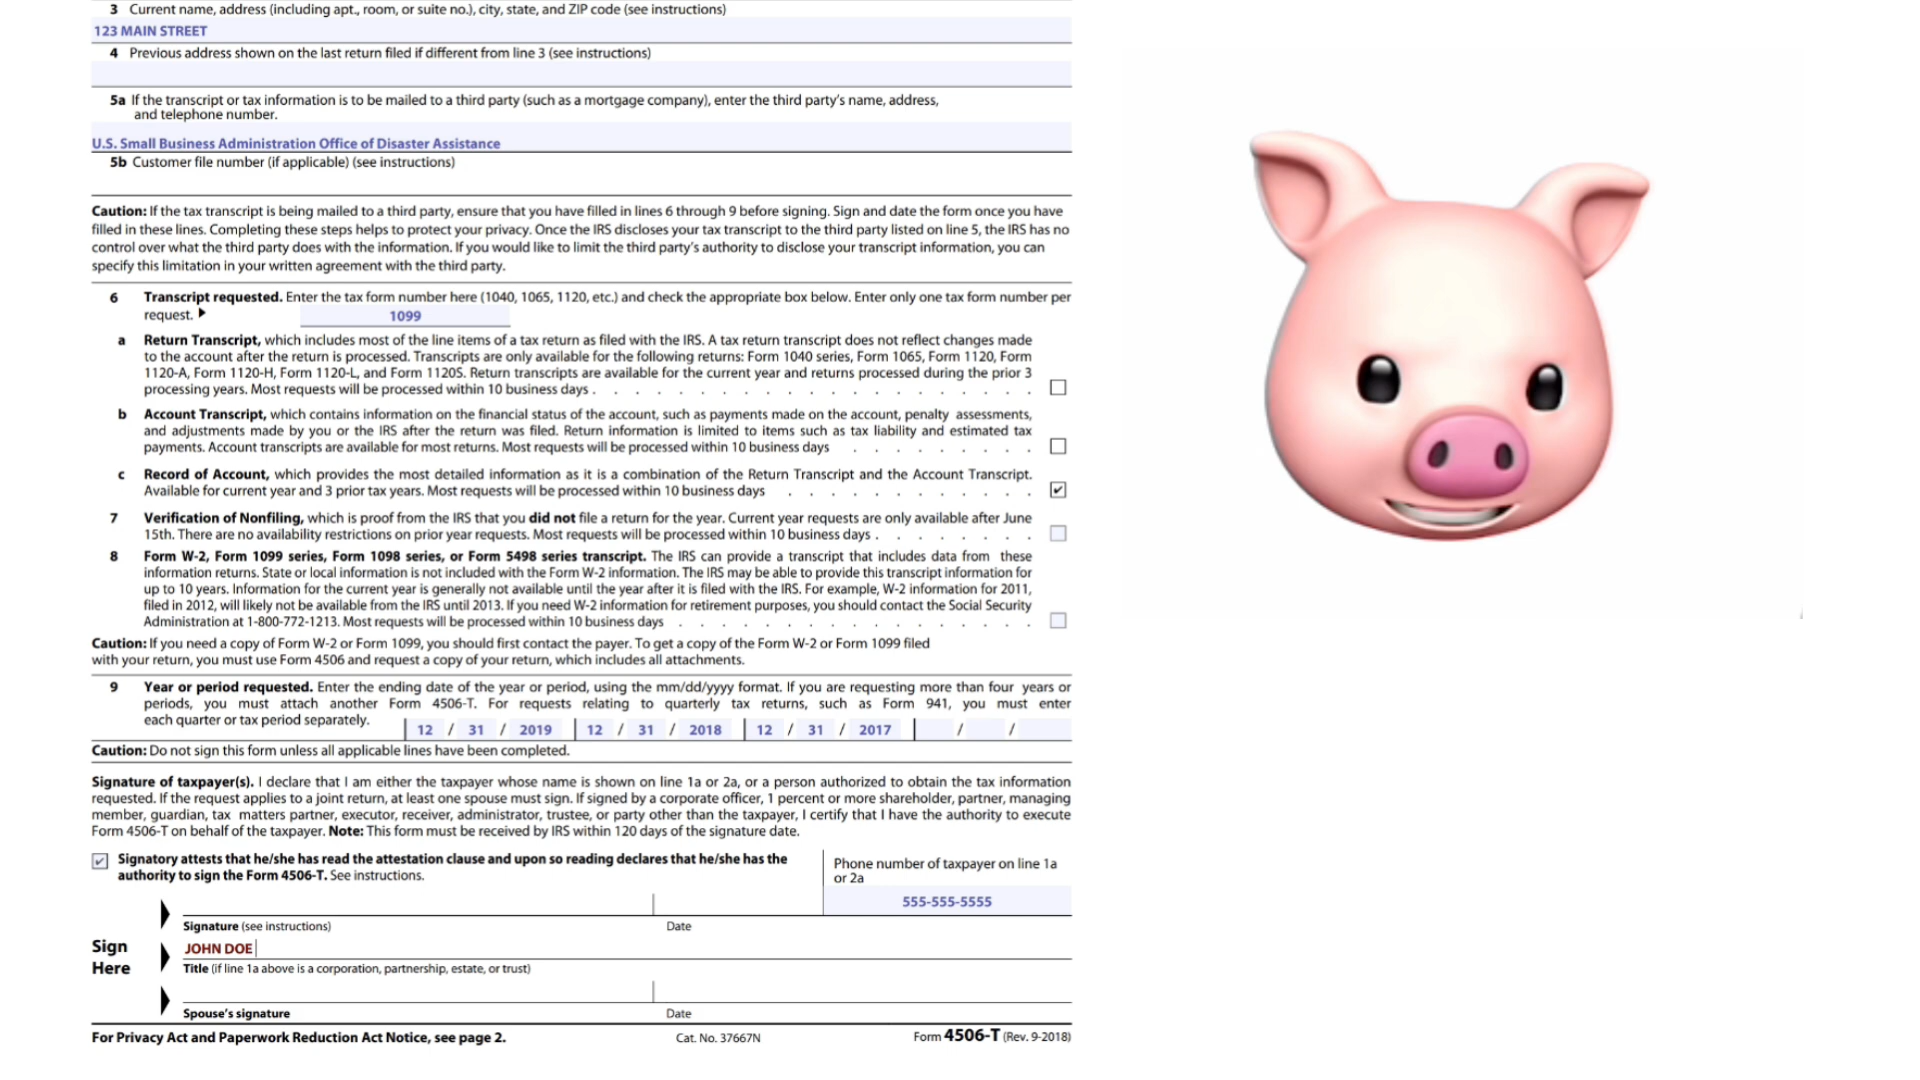 3 Current name, address (including apt., room, or suite no.), city, state, and ZIP code (see instructions)
123 MAIN STREET
4 Previous address shown on the last return filed if different from line 3 (see instructions)
5a If the transcript or tax information is to be mailed to a third party (such as a mortgage company), enter the third party's name, address,
and telephone number.
U.S. Small Business Administration Office of Disaster Assistance
5b Customer file number (if applicable) (see instructions)
Caution: If the tax transcript is being mailed to a third party, ensure that you have filled in lines 6 through 9 before signing. Sign and date the form once you have
filled in these lines. Completing these steps helps to protect your privacy. Once the IRS discloses your tax transcript to the third party listed on line 5, the IRS has no
control over what the third party does with the information. If you would like to limit the third party's authority to disclose your transcript information, you can
specify this limitation in your written agreement with the third party.
6 Transcript requested. Enter the tax form number here (1040, 1065, 1120, etc.) and check the appropriate box below. Enter only one tax form number per
request. 1099
a Return Transcript, which includes most of the line items of a tax return as filed with the IRS. A tax return transcript does not reflect changes made
to the account after the return is processed. Transcripts are only available for the following returns: Form 1040 series, Form 1065, Form 1120, Form
1120-A, Form 1120-H, Form 1120-L, and Form 1120S. Return transcripts are available for the current year and returns processed during the prior 3
processing years. Most requests will be processed within 10 business days . . . . . . . . . . . . . . .
b Account Transcript, which contains information on the financial status of the account, such as payments made on the account, penalty assessments,
and adjustments made by you or the IRS after the return was filed. Return information is limited to items such as tax liability and estimated tax
payments. Account transcripts are available for most returns. Most requests will be processed within 10 business days . . . . . . . . .
c Record of Account, which provides the most detailed information as it is a combination of the Return Transcript and the Account Transcript.
Available for current year and 3 prior tax years. Most requests will be processed within 10 business days . . . . . . . . . . . . ✔
7 Verification of Nonfiling, which is proof from the IRS that you did not file a return for the year. Current year requests are only available after June
15th. There are no availability restrictions on prior year requests. Most requests will be processed within 10 business days . . . . . . . .
8 Form W-2, Form 1099 series, Form 1098 series, or Form 5498 series transcript. The IRS can provide a transcript that includes data from these
information returns. State or local information is not included with the Form W-2 information. The IRS may be able to provide this transcript information for
up to 10 years. Information for the current year is generally not available until the year after it is filed with the IRS. For example, W-2 information for 2011,
filed in 2012, will likely not be available from the IRS until 2013. If you need W-2 information for retirement purposes, you should contact the Social Security
Administration at 1-800-772-1213. Most requests will be processed within 10 business days . . . . . . . . . . . . . . .
Caution: If you need a copy of Form W-2 or Form 1099, you should first contact the payer. To get a copy of the Form W-2 or Form 1099 filed
with your return, you must use Form 4506 and request a copy of your return, which includes all attachments.
9 Year or period requested. Enter the ending date of the year or period, using the mm/dd/yyyy format. If you are requesting more than four years or
periods, you must attach another Form 4506-T. For requests relating to quarterly tax returns, such as Form 941, you must enter
each quarter or tax period separately. 12 / 31 / 2019 12 / 31 / 2018 12 / 31 / 2017 / /
Caution: Do not sign this form unless all applicable lines have been completed.
Signature of taxpayer(s). I declare that I am either the taxpayer whose name is shown on line 1a or 2a, or a person authorized to obtain the tax information
requested. If the request applies to a joint return, at least one spouse must sign. If signed by a corporate officer, 1 percent or more shareholder, partner, managing
member, guardian, tax matters partner, executor, receiver, administrator, trustee, or party other than the taxpayer, I certify that I have the authority to execute
Form 4506-T on behalf of the taxpayer. Note: This form must be received by IRS within 120 days of the signature date.
✔ Signatory attests that he/she has read the attestation clause and upon so reading declares that he/she has the
authority to sign the Form 4506-T. See instructions.
Phone number of taxpayer on line 1a
or 2a
555-555-5555
Sign
Here
Signature (see instructions) Date
JOHN DOE
Title (if line 1a above is a corporation, partnership, estate, or trust)
Spouse's signature Date
For Privacy Act and Paperwork Reduction Act Notice, see page 2. Cat. No. 37667N Form 4506-T (Rev. 9-2018)